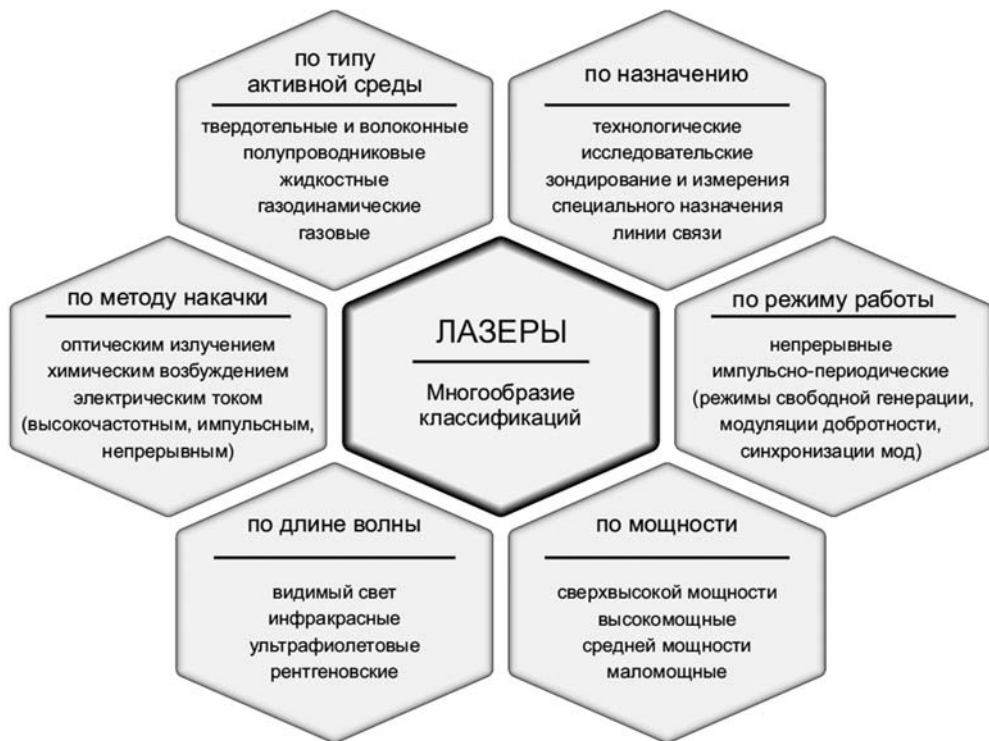 по типу
активной среды
твердотельные и волоконные
полупроводниковые
жидкостные
газодинамические
газовые
по назначению
технологические
исследовательские
зондирование и измерения
специального назначения
линии связи
по методу накачки
оптическим излучением
химическим возбуждением
электрическим током
(высокочастотным, импульсным,
непрерывным)
ЛАЗЕРЫ
Многообразие
классификаций
по режиму работы
непрерывные
импульсно-периодические
(режимы свободной генерации,
модуляции добротности,
синхронизации мод)
по длине волны
видимый свет
инфракрасные
ультрафиолетовые
рентгеновские
по мощности
сверхвысокой мощности
высокомощные
средней мощности
маломощные